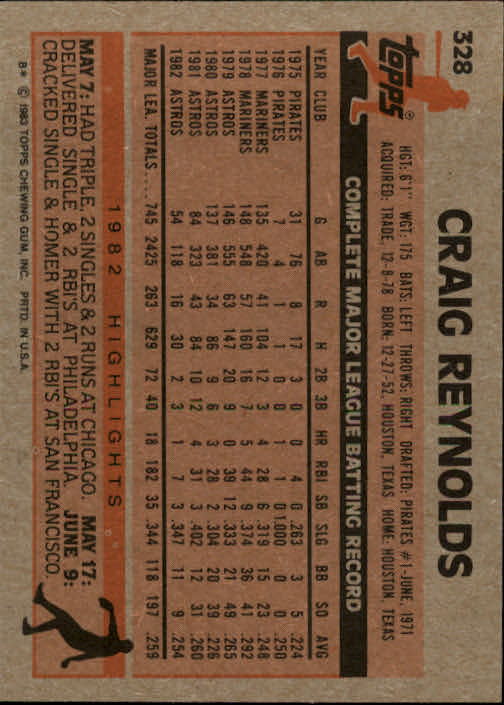 328
Topps®
CRAIG REYNOLDS
HGT: 6'1" WGT: 175 BATS: LEFT THROWS: RIGHT DRAFTED: PIRATES #1-JUNE, 1971
ACQUIRED: TRADE, 12-8-78 BORN: 12-27-52, HOUSTON, TEXAS HOME: HOUSTON, TEXAS
COMPLETE MAJOR LEAGUE BATTING RECORD
YEAR CLUB G AB R H 2B 3B HR RBI SB SLG BB SO AVG
1975 PIRATES 31 76 8 17 3 0 0 4 0 .263 3 5 .224
1976 PIRATES 7 4 1 1 0 0 1 1 0 1.000 0 0 .250
1977 MARINERS 135 420 41 104 12 3 4 28 6 .319 15 23 .248
1978 MARINERS 148 548 57 160 16 7 5 44 9 .374 36 41 .292
1979 ASTROS 146 555 63 147 20 9 0 39 12 .333 21 49 .265
1980 ASTROS 137 381 34 86 9 6 3 28 2 .304 20 39 .226
1981 ASTROS 84 323 43 84 10 12 4 31 3 .402 12 31 .260
1982 ASTROS 54 118 16 30 2 3 1 7 3 .347 11 9 .254
MAJOR LEA. TOTALS.... 745 2425 263 629 72 40 18 182 35 .344 118 197 .259
1982 HIGHLIGHTS
MAY 7: HAD TRIPLE, 2 SINGLES & 2 RUNS AT CHICAGO. MAY 17:
DELIVERED SINGLE & 2 RBI'S AT PHILADELPHIA. JUNE 9:
CRACKED SINGLE & HOMER WITH 2 RBI'S AT SAN FRANCISCO.
B* © 1983 TOPPS CHEWING GUM, INC. PRTD. IN U.S.A.